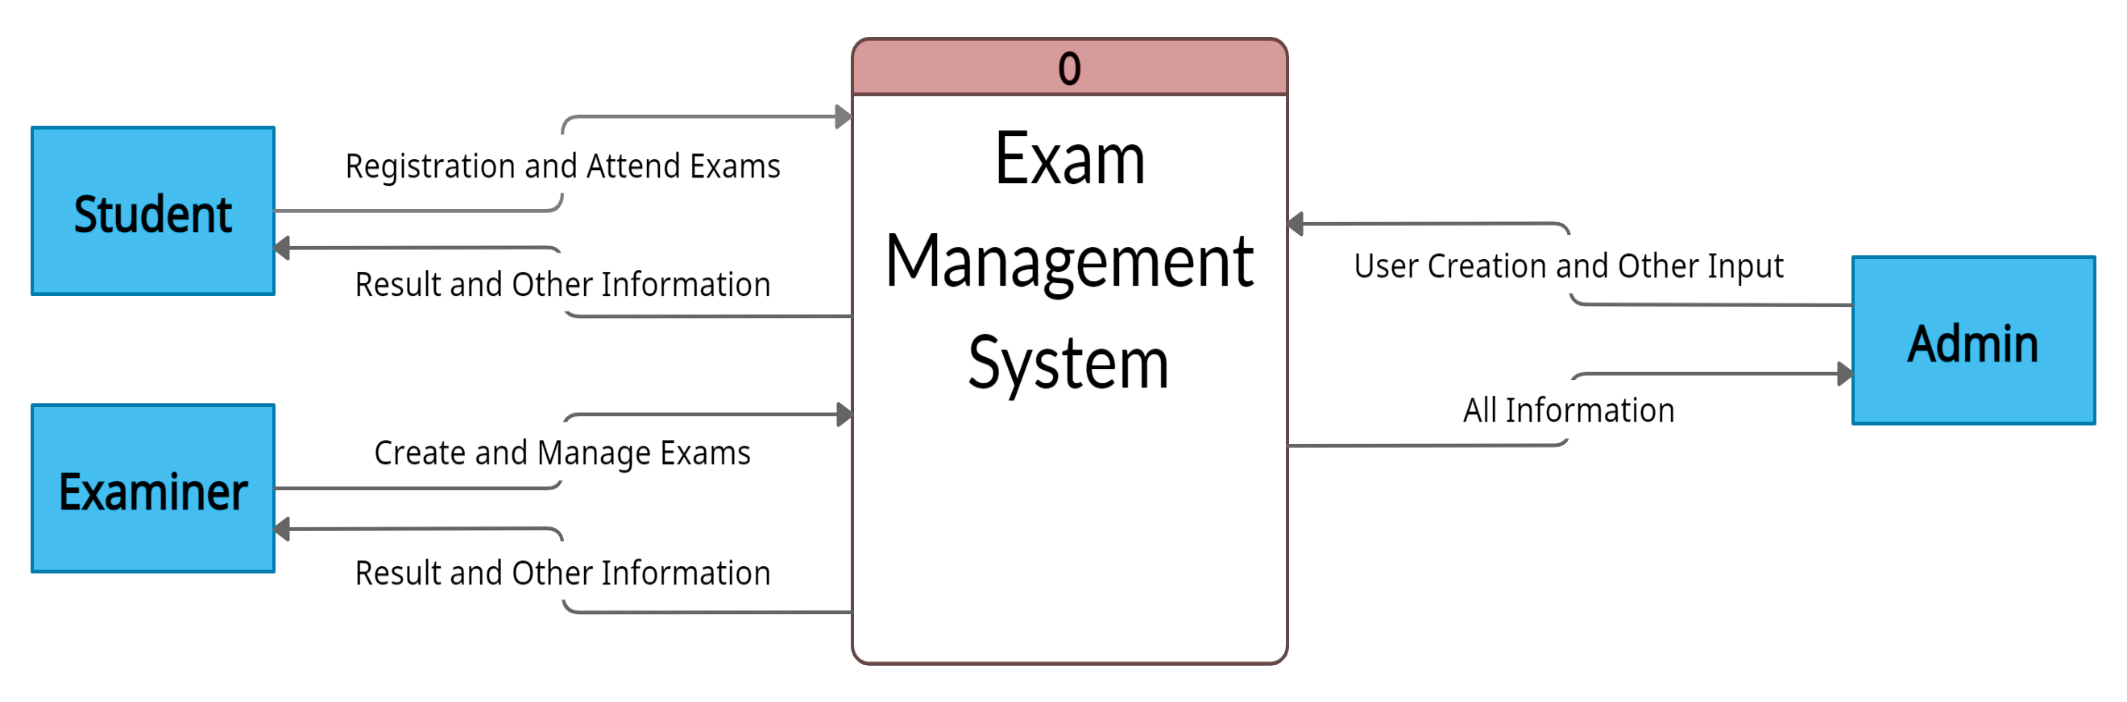 0
Exam
Management
System
Student
Registration and Attend Exams
Result and Other Information
Examiner
Create and Manage Exams
Result and Other Information
User Creation and Other Input
Admin
All Information